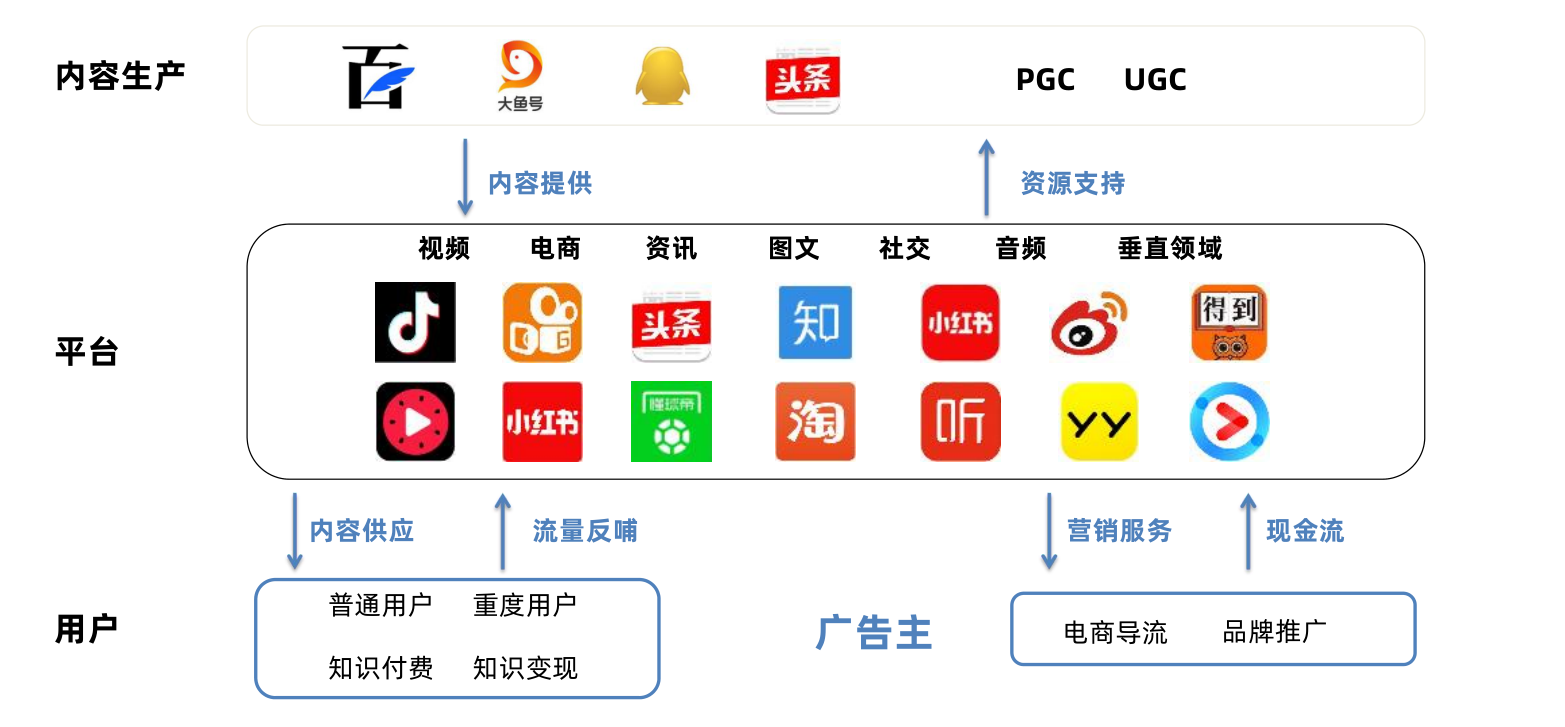 内容生产
百
大鱼号
头条
PGC UGC
内容提供
资源支持
视频 电商 资讯 图文 社交 音频 垂直领域
平台
头条
知
小红书
得到
小红书
懂球帝
淘
听
YY
内容供应
流量反哺
营销服务
现金流
用户
普通用户 重度用户
知识付费 知识变现
广告主
电商导流 品牌推广